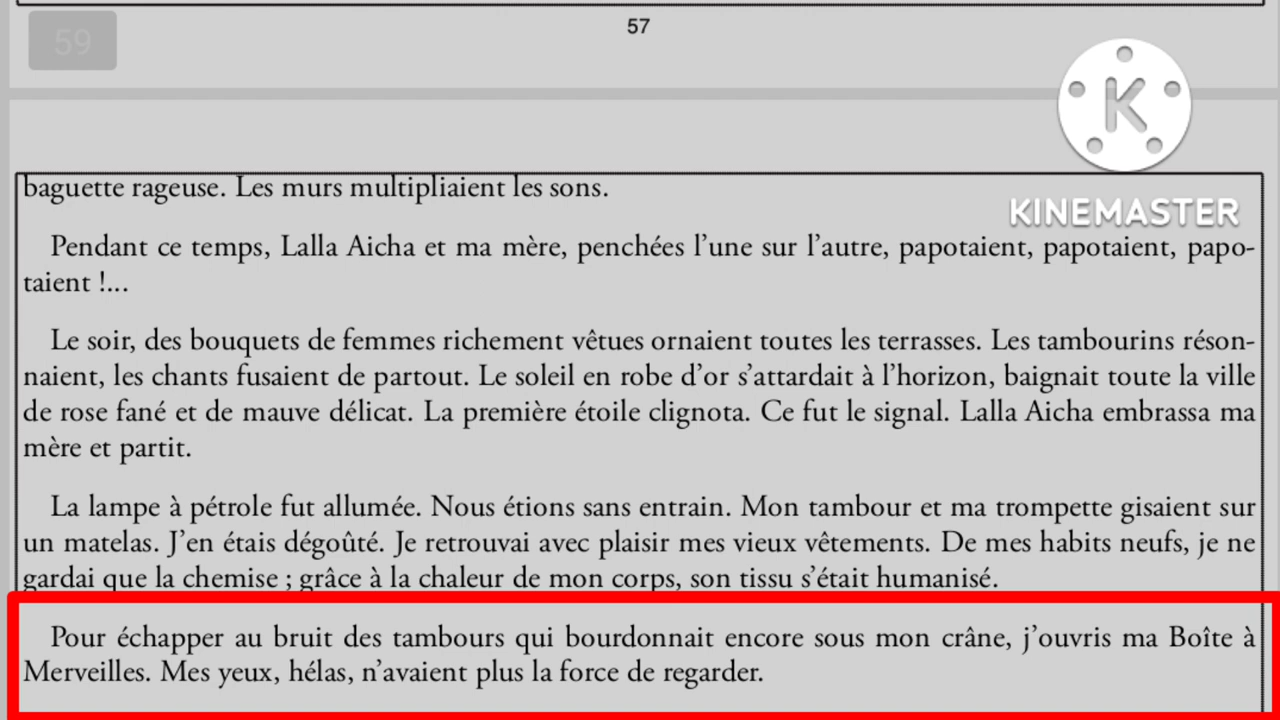 57
59
KINEMASTER
baguette rageuse. Les murs multipliaient les sons.
Pendant ce temps, Lalla Aicha et ma mère, penchées l'une sur l'autre, papotaient, papotaient, papo-
taient !...
Le soir, des bouquets de femmes richement vêtues ornaient toutes les terrasses. Les tambourins réson-
naient, les chants fusaient de partout. Le soleil en robe d'or s'attardait à l'horizon, baignait toute la ville
de rose fané et de mauve délicat. La première étoile clignota. Ce fut le signal. Lalla Aicha embrassa ma
mère et partit.
La lampe à pétrole fut allumée. Nous étions sans entrain. Mon tambour et ma trompette gisaient sur
un matelas. J'en étais dégoûté. Je retrouvai avec plaisir mes vieux vêtements. De mes habits neufs, je ne
gardai que la chemise ; grâce à la chaleur de mon corps, son tissu s'était humanisé.
Pour échapper au bruit des tambours qui bourdonnait encore sous mon crâne, j'ouvris ma Boîte à
Merveilles. Mes yeux, hélas, n'avaient plus la force de regarder.